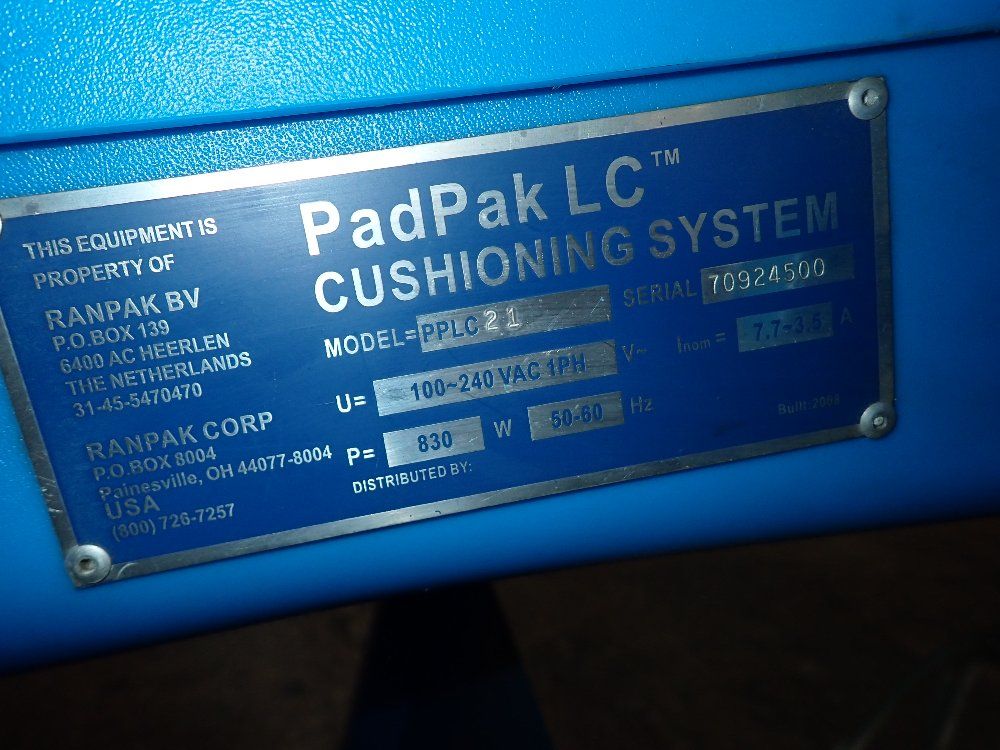 THIS EQUIPMENT IS
PROPERTY OF
RANPAK BV
P.O.BOX 139
6400 AC HEERLEN
THE NETHERLANDS
31-45-5470470
RANPAK CORP
P.O.BOX 8004
Painesville, OH 44077-8004
USA
(800) 726-7257
PadPak LC™
CUSHIONING SYSTEM
MODEL= PPLC 21 SERIAL 70924500
U= 100~240 VAC 1PH V~ Inom = 7.7~3.5 A
P= 830 W 50-60 Hz
DISTRIBUTED BY:
Built: 2008